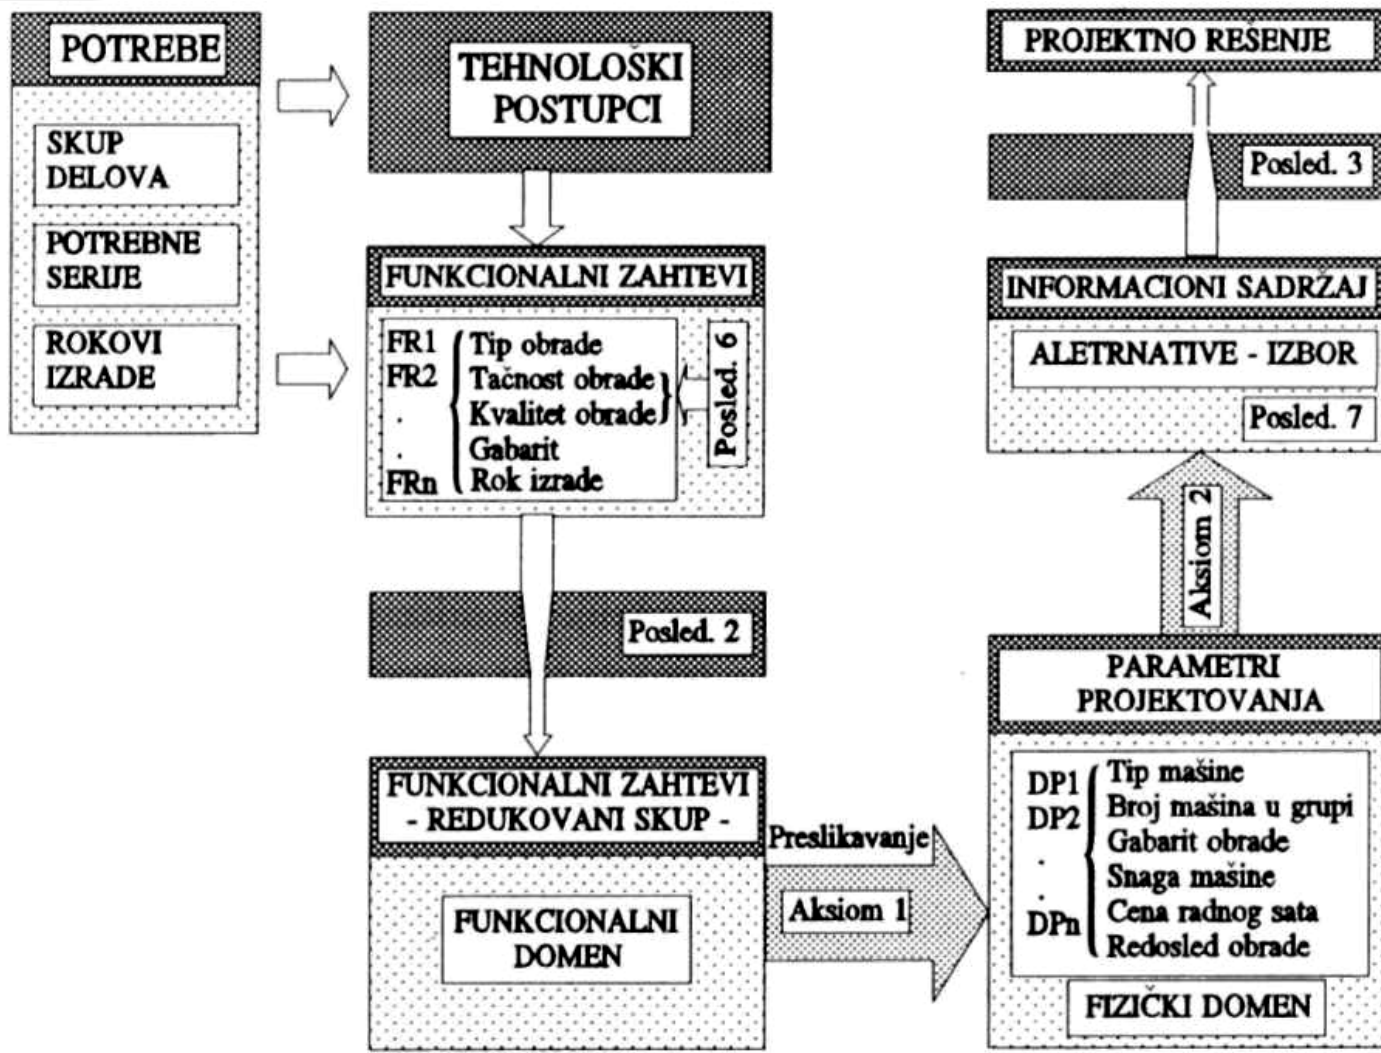 POTREBE
SKUP
DELOVA
POTREBNE
SERIJE
ROKOVI
IZRADE
TEHNOLOŠKI
POSTUPCI
FUNKCIONALNI ZAHTEVI
FR1 Tip obrade
FR2 Tačnost obrade
. Kvalitet obrade
. Gabarit
FRn Rok izrade
Posled. 6
Posled. 2
FUNKCIONALNI ZAHTEVI
- REDUKOVANI SKUP -
FUNKCIONALNI
DOMEN
Preslikavanje
Aksiom 1
PARAMETRI
PROJEKTOVANJA
DP1 Tip mašine
DP2 Broj mašina u grupi
. Gabarit obrade
. Snaga mašine
DPn Cena radnog sata
Redosled obrade
FIZIČKI DOMEN
Aksiom 2
INFORMACIONI SADRŽAJ
ALETRNATIVE - IZBOR
Posled. 7
Posled. 3
PROJEKTNO REŠENJE